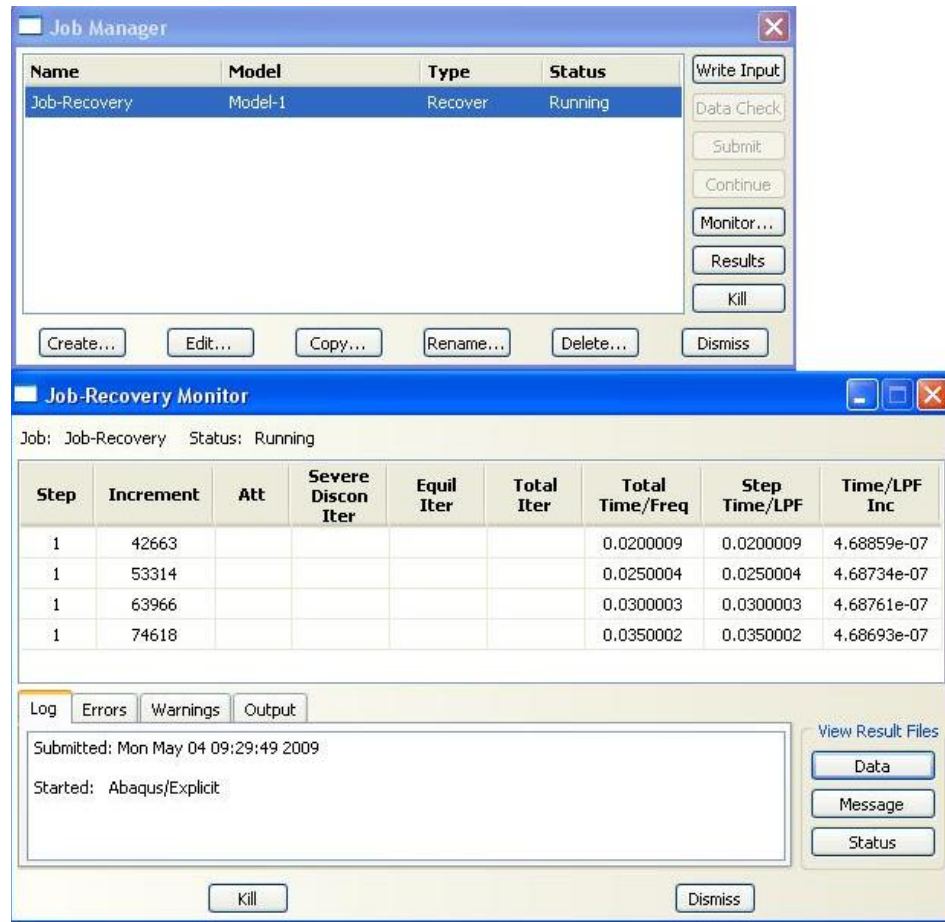 Job Manager
Name Model Type Status
Job-Recovery Model-1 Recover Running
Write Input
Data Check
Submit
Continue
Monitor...
Results
Kill
Create... Edit... Copy... Rename... Delete... Dismiss
Job-Recovery Monitor
Job: Job-Recovery Status: Running
Step Increment Att Severe Discon Iter Equil Iter Total Iter Total Time/Freq Step Time/LPF Time/LPF Inc
1 42663 0.0200009 0.0200009 4.68859e-07
1 53314 0.0250004 0.0250004 4.68734e-07
1 63966 0.0300003 0.0300003 4.68761e-07
1 74618 0.0350002 0.0350002 4.68693e-07
Log Errors Warnings Output
Submitted: Mon May 04 09:29:49 2009
Started: Abaqus/Explicit
View Result Files
Data
Message
Status
Kill Dismiss